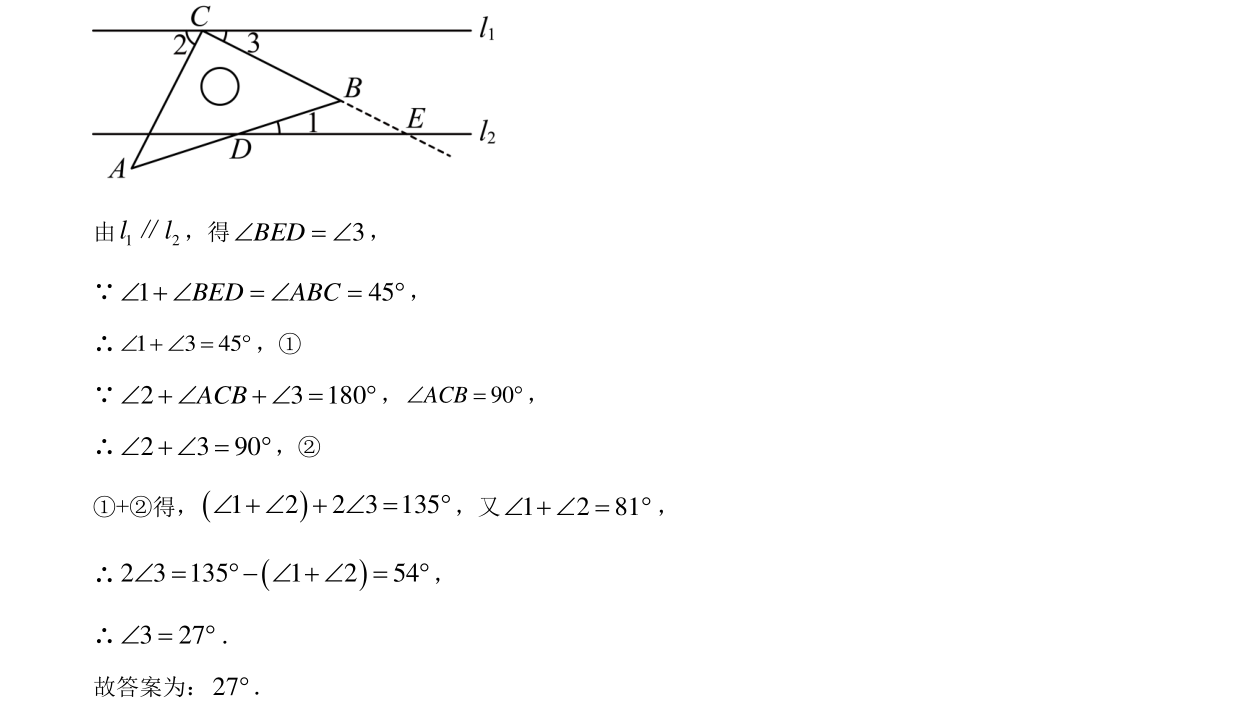 C
l₁
2
3
B
E
1
l₂
D
A
由l₁∥l₂，得∠BED=∠3，
∵∠1+∠BED=∠ABC=45°，
∴∠1+∠3=45°，①
∵∠2+∠ACB+∠3=180°，∠ACB=90°，
∴∠2+∠3=90°，②
①+②得，(∠1+∠2)+2∠3=135°，又∠1+∠2=81°，
∴2∠3=135°−(∠1+∠2)=54°，
∴∠3=27°．
故答案为：27°．